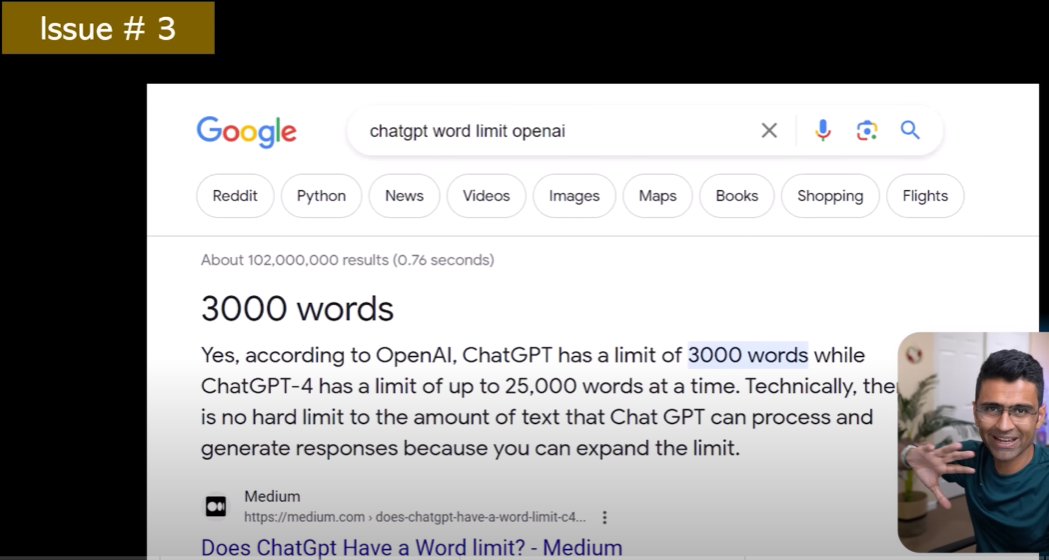 Issue # 3
Google
chatgpt word limit openai
Reddit Python News Videos Images Maps Books Shopping Flights
About 102,000,000 results (0.76 seconds)
3000 words
Yes, according to OpenAI, ChatGPT has a limit of 3000 words while
ChatGPT-4 has a limit of up to 25,000 words at a time. Technically, the
is no hard limit to the amount of text that Chat GPT can process and
generate responses because you can expand the limit.
Medium
https://medium.com › does-chatgpt-have-a-word-limit-c4...
Does ChatGpt Have a Word limit? - Medium